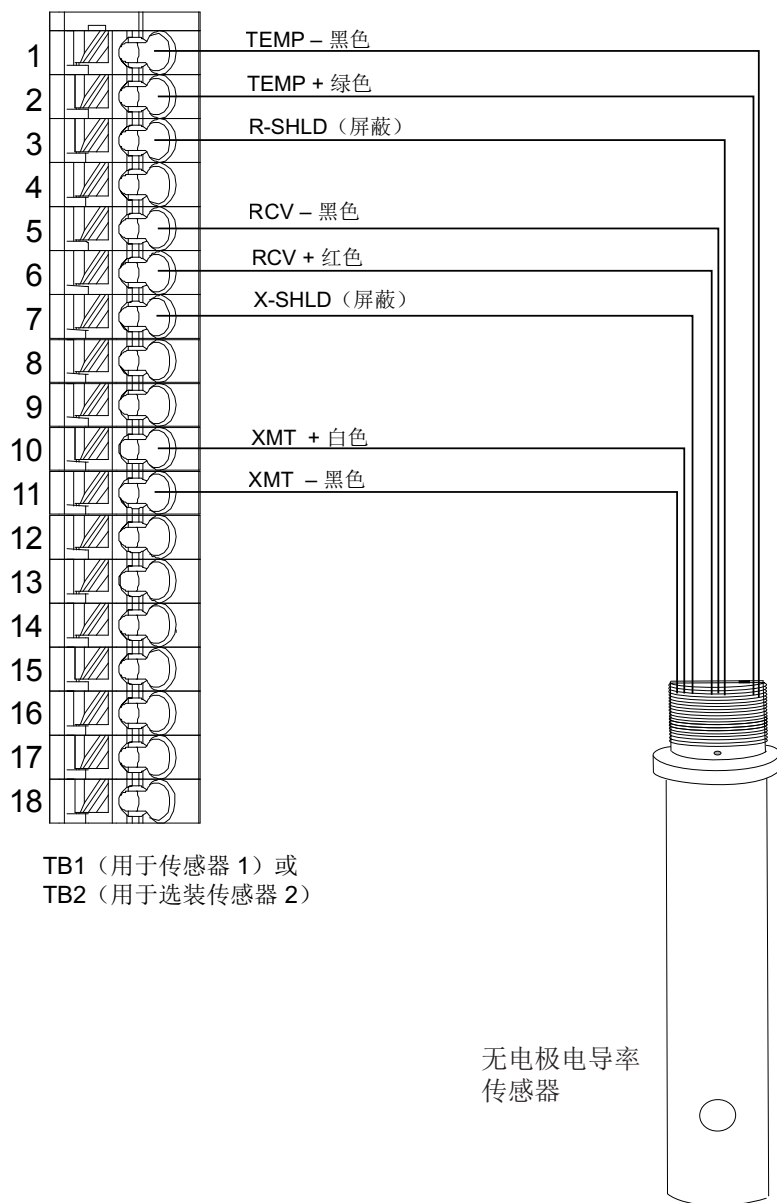 1
TEMP – 黑色
2
TEMP + 绿色
3
R-SHLD（屏蔽）
4
5
RCV – 黑色
6
RCV + 红色
7
X-SHLD（屏蔽）
8
9
10
XMT + 白色
11
XMT – 黑色
12
13
14
15
16
17
18
TB1（用于传感器 1）或
TB2（用于选装传感器 2）
无电极电导率
传感器